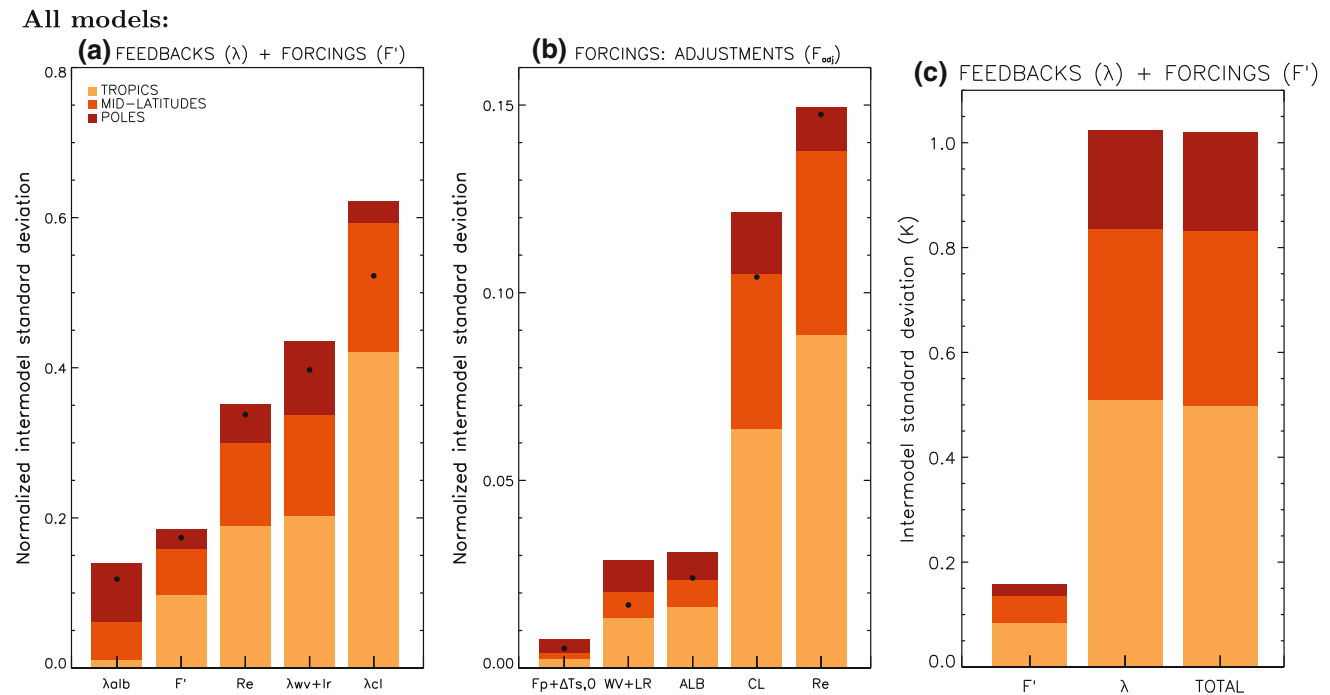 All models:
(a) FEEDBACKS (λ) + FORCINGS (F')
Normalized intermodel standard deviation
0.8
0.6
0.4
0.2
0.0
TROPICS
MID-LATITUDES
POLES
λalb F' Re λwv+lr λcl
(b) FORCINGS: ADJUSTMENTS (Fadj)
Normalized intermodel standard deviation
0.15
0.10
0.05
0.00
Fp+ΔTs,0 WV+LR ALB CL Re
(c) FEEDBACKS (λ) + FORCINGS (F')
Intermodel standard deviation (K)
1.0
0.8
0.6
0.4
0.2
0.0
F' λ TOTAL